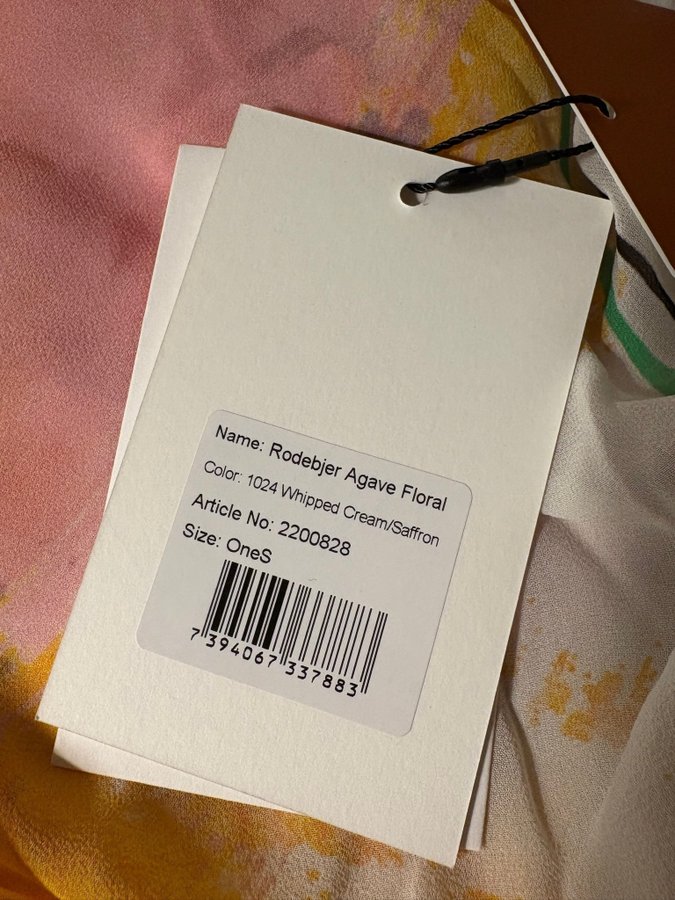 Name: Rodebjer Agave Floral
Color: 1024 Whipped Cream/Saffron
Article No: 2200828
Size: OneS
7 394067 337883